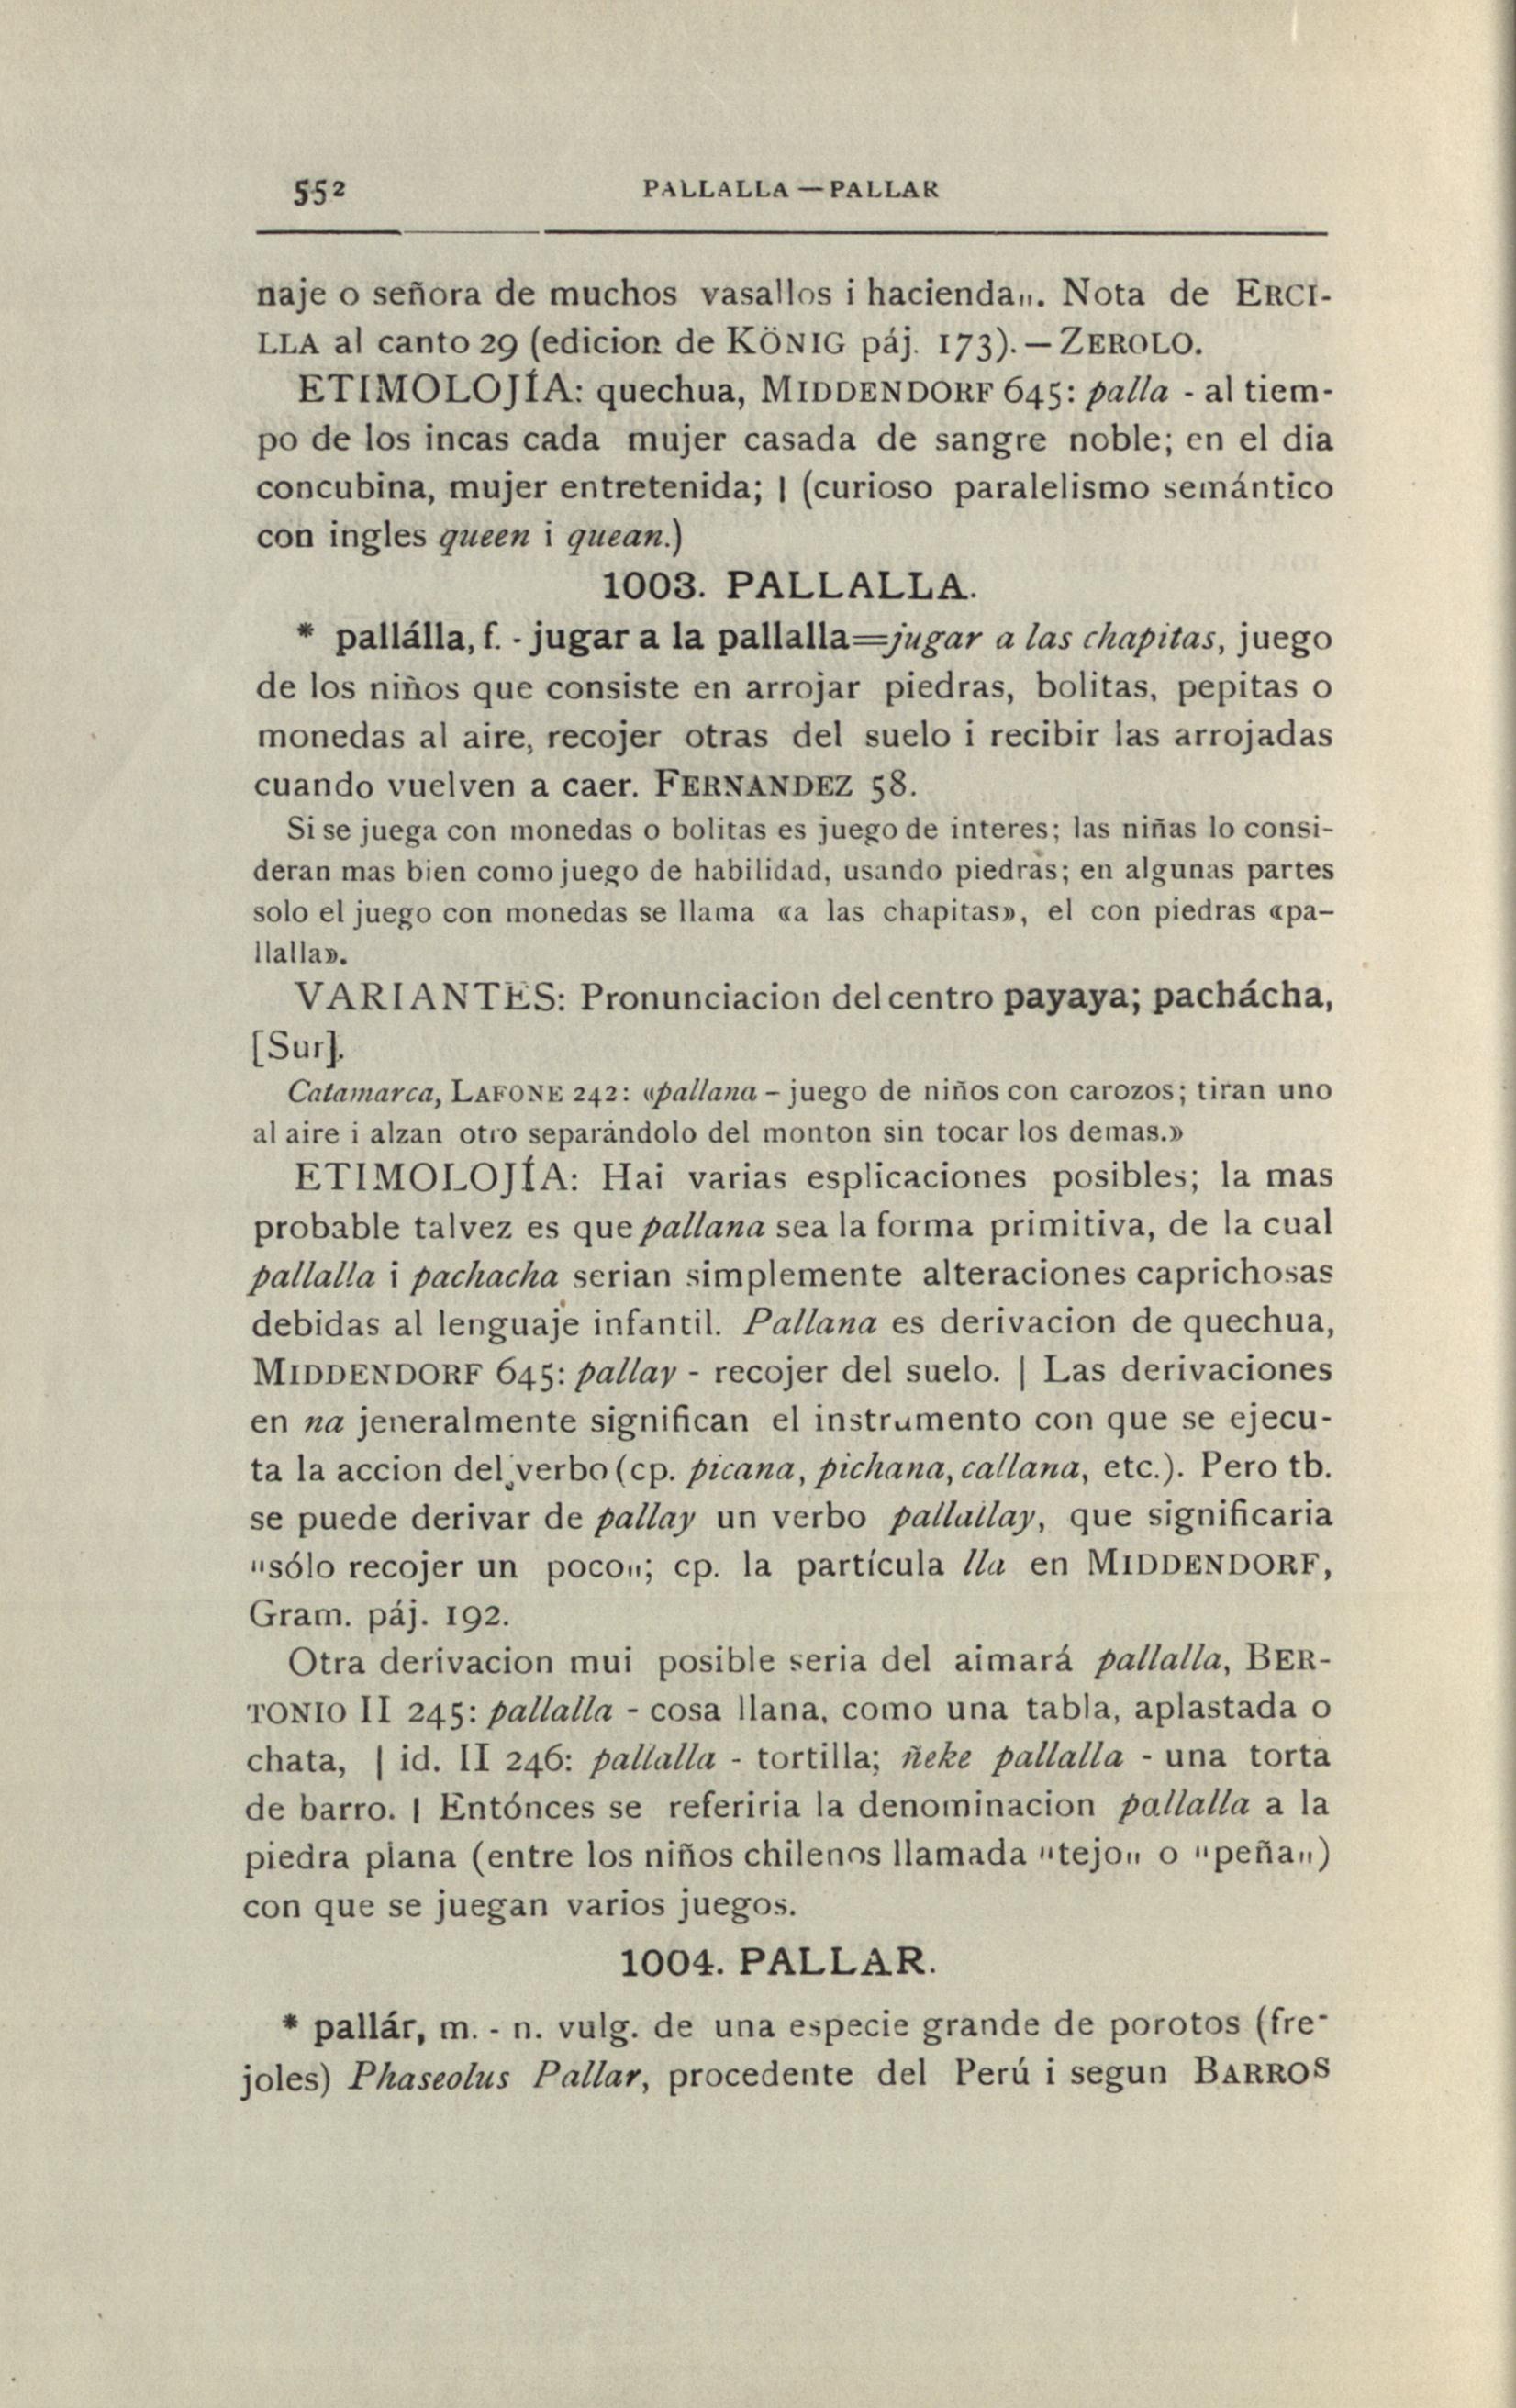 552 PALLALLA — PALLAR
naje o señora de muchos vasallos i hacienda„. Nota de ERCI-
LLA al canto 29 (edicion de KÖNIG páj. 173). — ZEROLO.
ETIMOLOJÍA: quechua, MIDDENDORF 645: palla - al tiem-
po de los incas cada mujer casada de sangre noble; en el dia
concubina, mujer entretenida; | (curioso paralelismo semántico
con ingles queen i quean.)
1003. PALLALLA.
* pallálla, f. - jugar a la pallalla=jugar a las chapitas, juego
de los niños que consiste en arrojar piedras, bolitas, pepitas o
monedas al aire, recojer otras del suelo i recibir las arrojadas
cuando vuelven a caer. FERNANDEZ 58.
Si se juega con monedas o bolitas es juego de interes; las niñas lo consi-
deran mas bien como juego de habilidad, usando piedras; en algunas partes
solo el juego con monedas se llama «a las chapitas», el con piedras «pa-
llalla».
VARIANTES: Pronunciacion del centro payaya; pachácha,
[Sur].
Catamarca, LAFONE 242: «pallana - juego de niños con carozos; tiran uno
al aire i alzan otro separándolo del monton sin tocar los demas.»
ETIMOLOJÍA: Hai varias esplicaciones posibles; la mas
probable talvez es que pallana sea la forma primitiva, de la cual
pallalla i pachacha serian simplemente alteraciones caprichosas
debidas al lenguaje infantil. Pallana es derivacion de quechua,
MIDDENDORF 645: pallay - recojer del suelo. | Las derivaciones
en na jeneralmente significan el instrumento con que se ejecu-
ta la accion del verbo (cp. picana, pichana, callana, etc.). Pero tb.
se puede derivar de pallay un verbo pallallay, que significaria
"sólo recojer un poco„; cp. la partícula lla en MIDDENDORF,
Gram. páj. 192.
Otra derivacion mui posible seria del aimará pallalla, BER-
TONIO II 245: pallalla - cosa llana, como una tabla, aplastada o
chata, | id. II 246: pallalla - tortilla; ñeke pallalla - una torta
de barro. | Entónces se referiria la denominacion pallalla a la
piedra plana (entre los niños chilenos llamada "tejo„ o "peña„)
con que se juegan varios juegos.
1004. PALLAR.
* pallár, m. - n. vulg. de una especie grande de porotos (fre-
joles) Phaseolus Pallar, procedente del Perú i segun BARROS